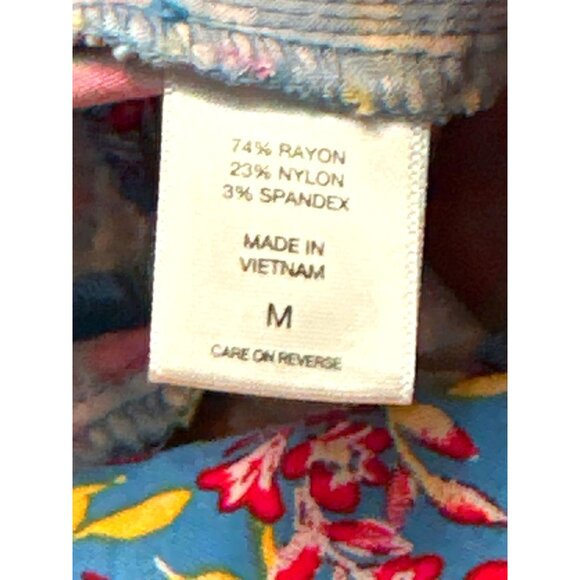 74% RAYON
23% NYLON
3% SPANDEX
MADE IN
VIETNAM
M
CARE ON REVERSE